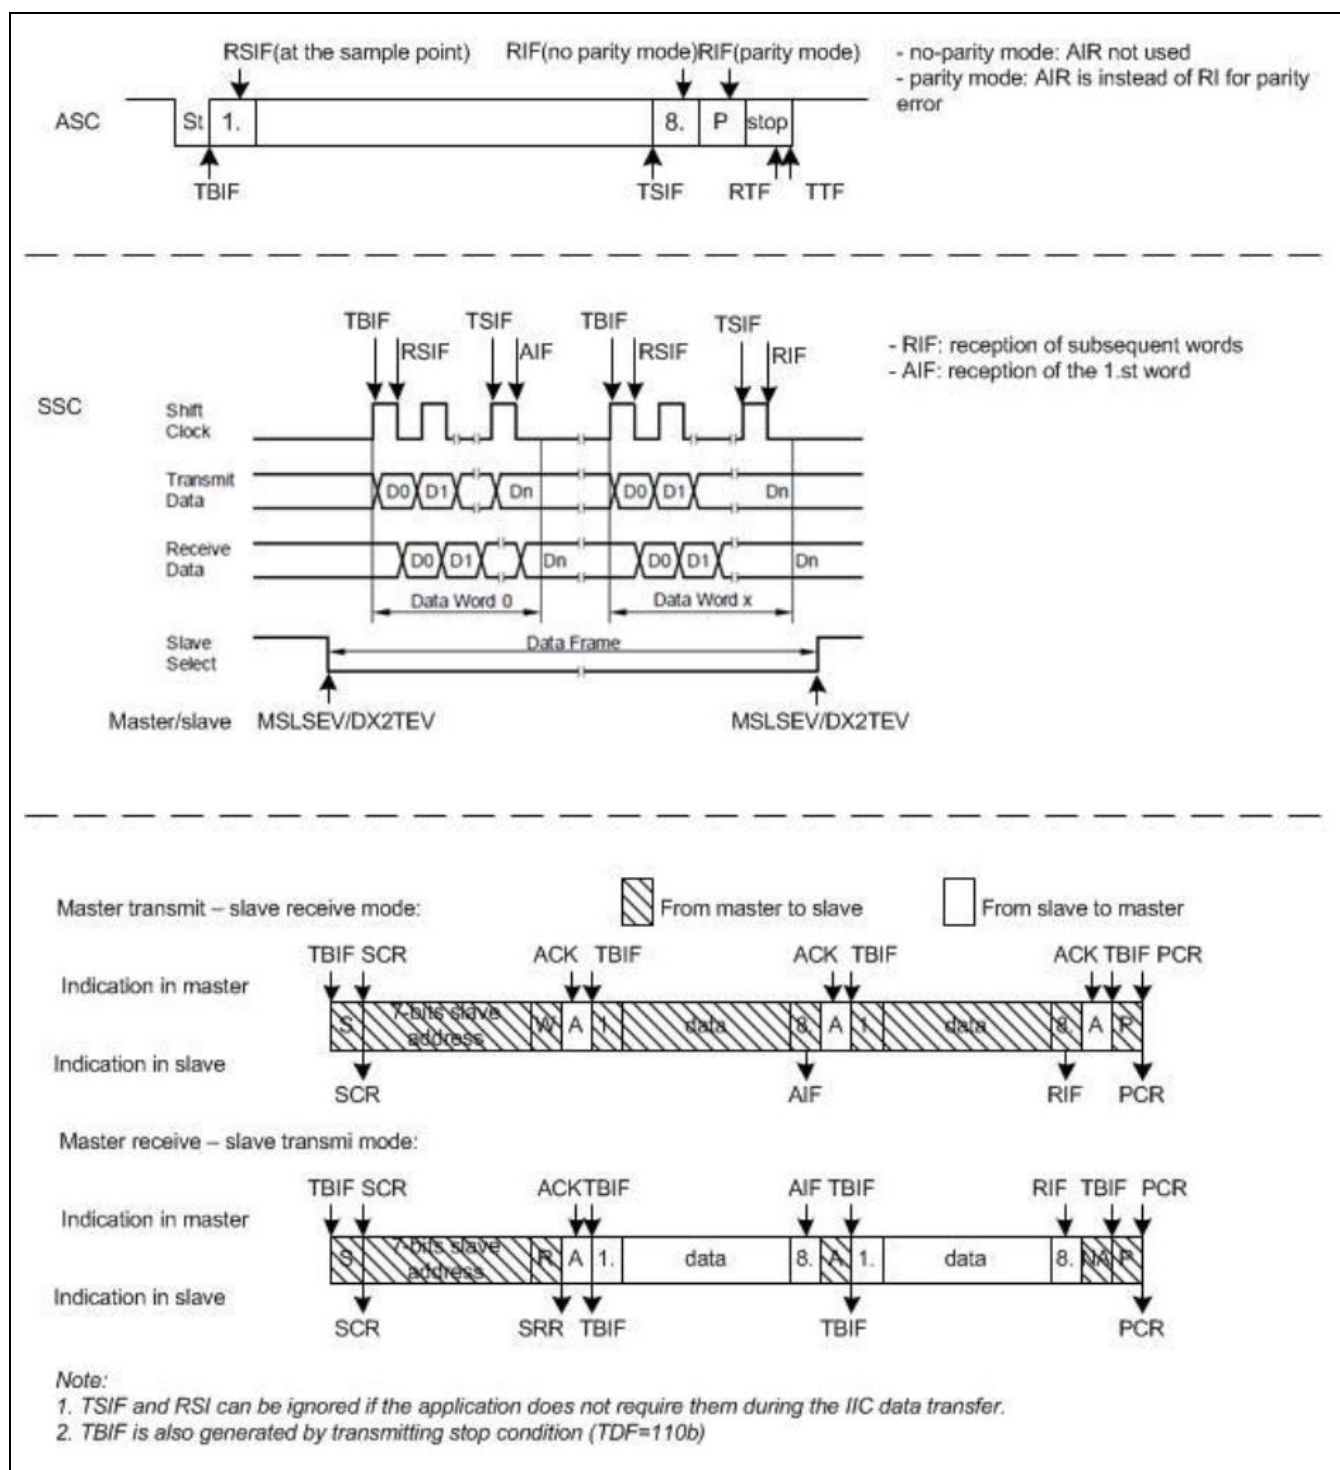 RSIF(at the sample point) RIF(no parity mode) RIF(parity mode)
- no-parity mode: AIR not used
- parity mode: AIR is instead of RI for parity
error
ASC St 1. 8. P stop
TBIF TSIF RTF TTF
TBIF TSIF TBIF TSIF
RSIF AIF RSIF RIF
- RIF: reception of subsequent words
- AIF: reception of the 1.st word
SSC
Shift
Clock
Transmit
Data
D0 D1 Dn D0 D1 Dn
Receive
Data
D0 D1 Dn D0 D1 Dn
Data Word 0 Data Word x
Slave
Select
Data Frame
Master/slave MSLSEV/DX2TEV MSLSEV/DX2TEV
Master transmit – slave receive mode: From master to slave From slave to master
TBIF SCR ACK TBIF ACK TBIF ACK TBIF PCR
Indication in master
S 7-bits slave address W A 1. data 8. A 1. data 8. A P
Indication in slave
SCR AIF RIF PCR
Master receive – slave transmi mode:
TBIF SCR ACK TBIF AIF TBIF RIF TBIF PCR
Indication in master
S 7-bits slave address R A 1. data 8. A 1. data 8. NA P
Indication in slave
SCR SRR TBIF TBIF PCR
Note:
1. TSIF and RSI can be ignored if the application does not require them during the IIC data transfer.
2. TBIF is also generated by transmitting stop condition (TDF=110b)